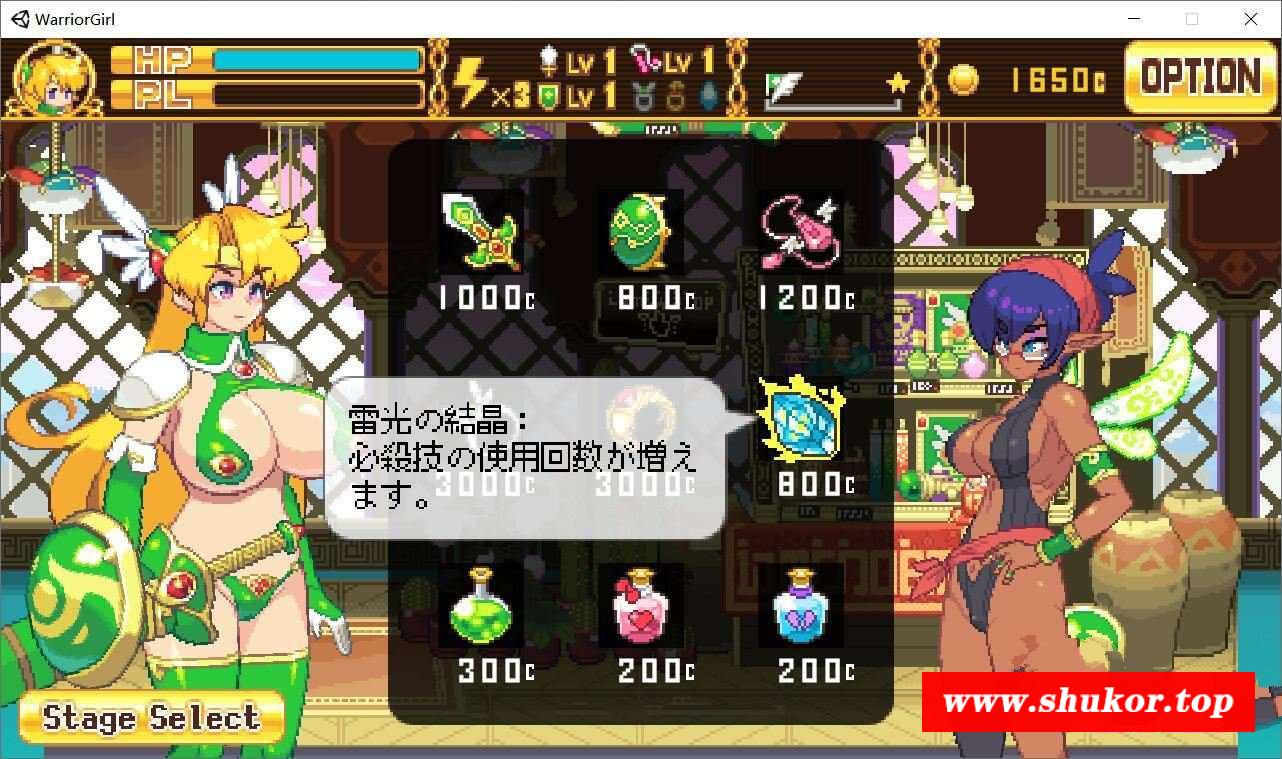 WarriorGirl
HP
PL
×3
Lv 1
Lv 1
Lv 1
1650c
OPTION
1000c
800c
1200c
雷光の結晶：
必殺技の使用回数が増え
ます。
3000c
3000c
800c
300c
200c
200c
Stage Select
www.shukor.top